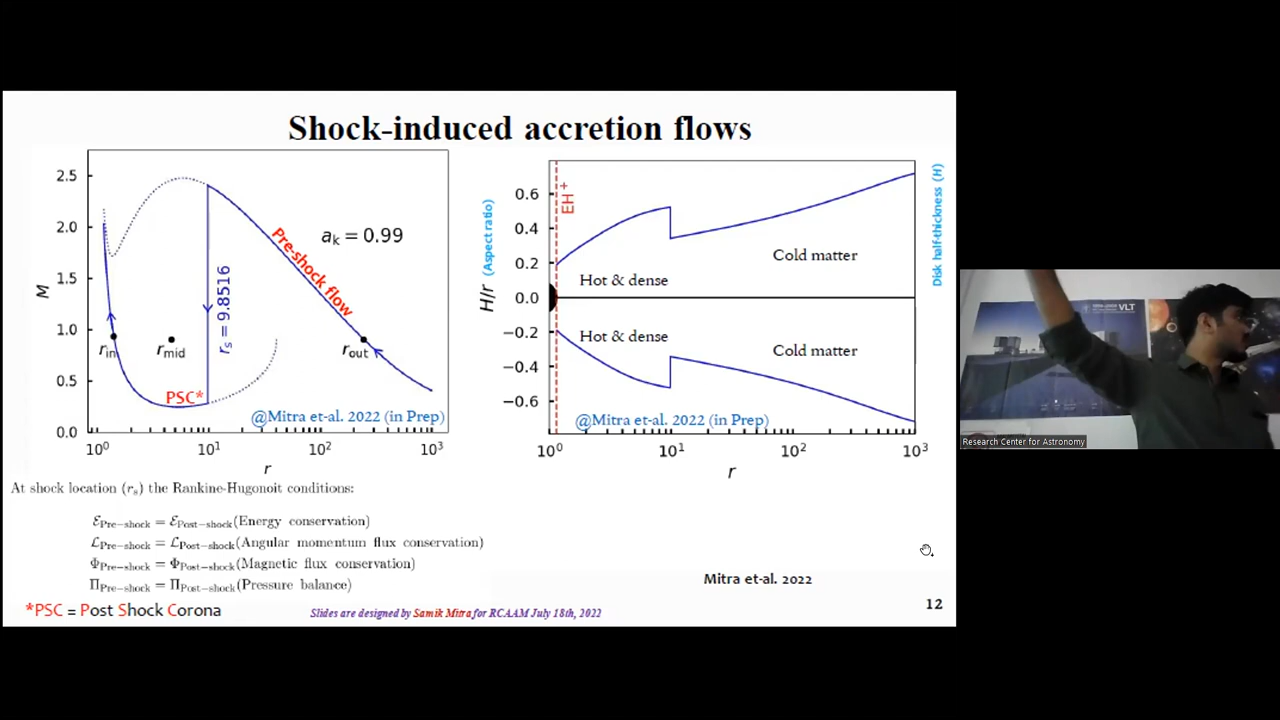 Shock-induced accretion flows
M
2.5
2.0
1.5
1.0
0.5
0.0
a_k = 0.99
Pre-shock flow
r_s = 9.8516
r_in
r_mid
r_out
PSC*
@Mitra et-al. 2022 (in Prep)
10^0
10^1
10^2
10^3
r
H/r (Aspect ratio)
0.6
0.4
0.2
0.0
−0.2
−0.4
−0.6
EH+
Cold matter
Hot & dense
Hot & dense
Cold matter
@Mitra et-al. 2022 (in Prep)
10^0
10^1
10^2
10^3
r
Disk half-thickness (H)
At shock location (r_s) the Rankine-Hugonoit conditions:
ℰ_Pre−shock = ℰ_Post−shock(Energy conservation)
ℒ_Pre−shock = ℒ_Post−shock(Angular momentum flux conservation)
Φ_Pre−shock = Φ_Post−shock(Magnetic flux conservation)
Π_Pre−shock = Π_Post−shock(Pressure balance)
Mitra et-al. 2022
*PSC = Post Shock Corona
Slides are designed by Samik Mitra for RCAAM July 18th, 2022
12
VLT
Research Center for Astronomy